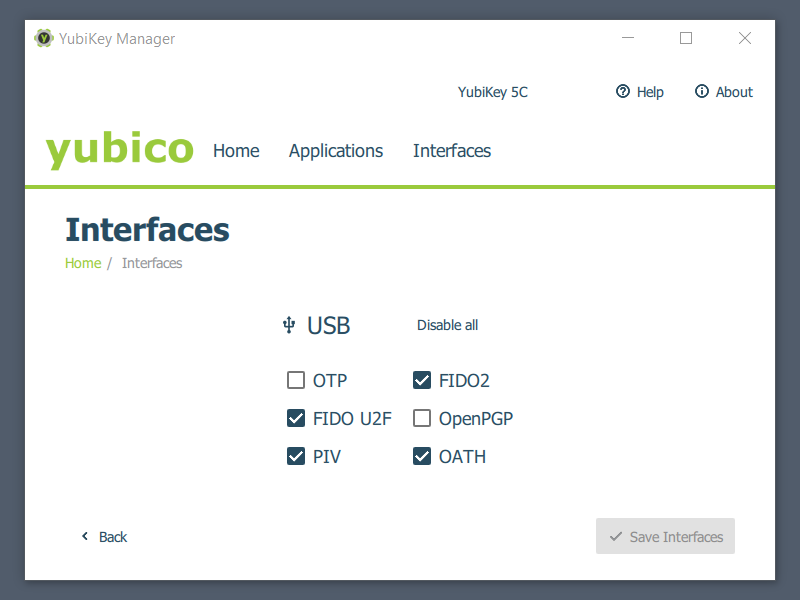 YubiKey Manager
YubiKey 5C Help About
yubico Home Applications Interfaces
Interfaces
Home / Interfaces
USB Disable all
OTP FIDO2
FIDO U2F OpenPGP
PIV OATH
Back Save Interfaces